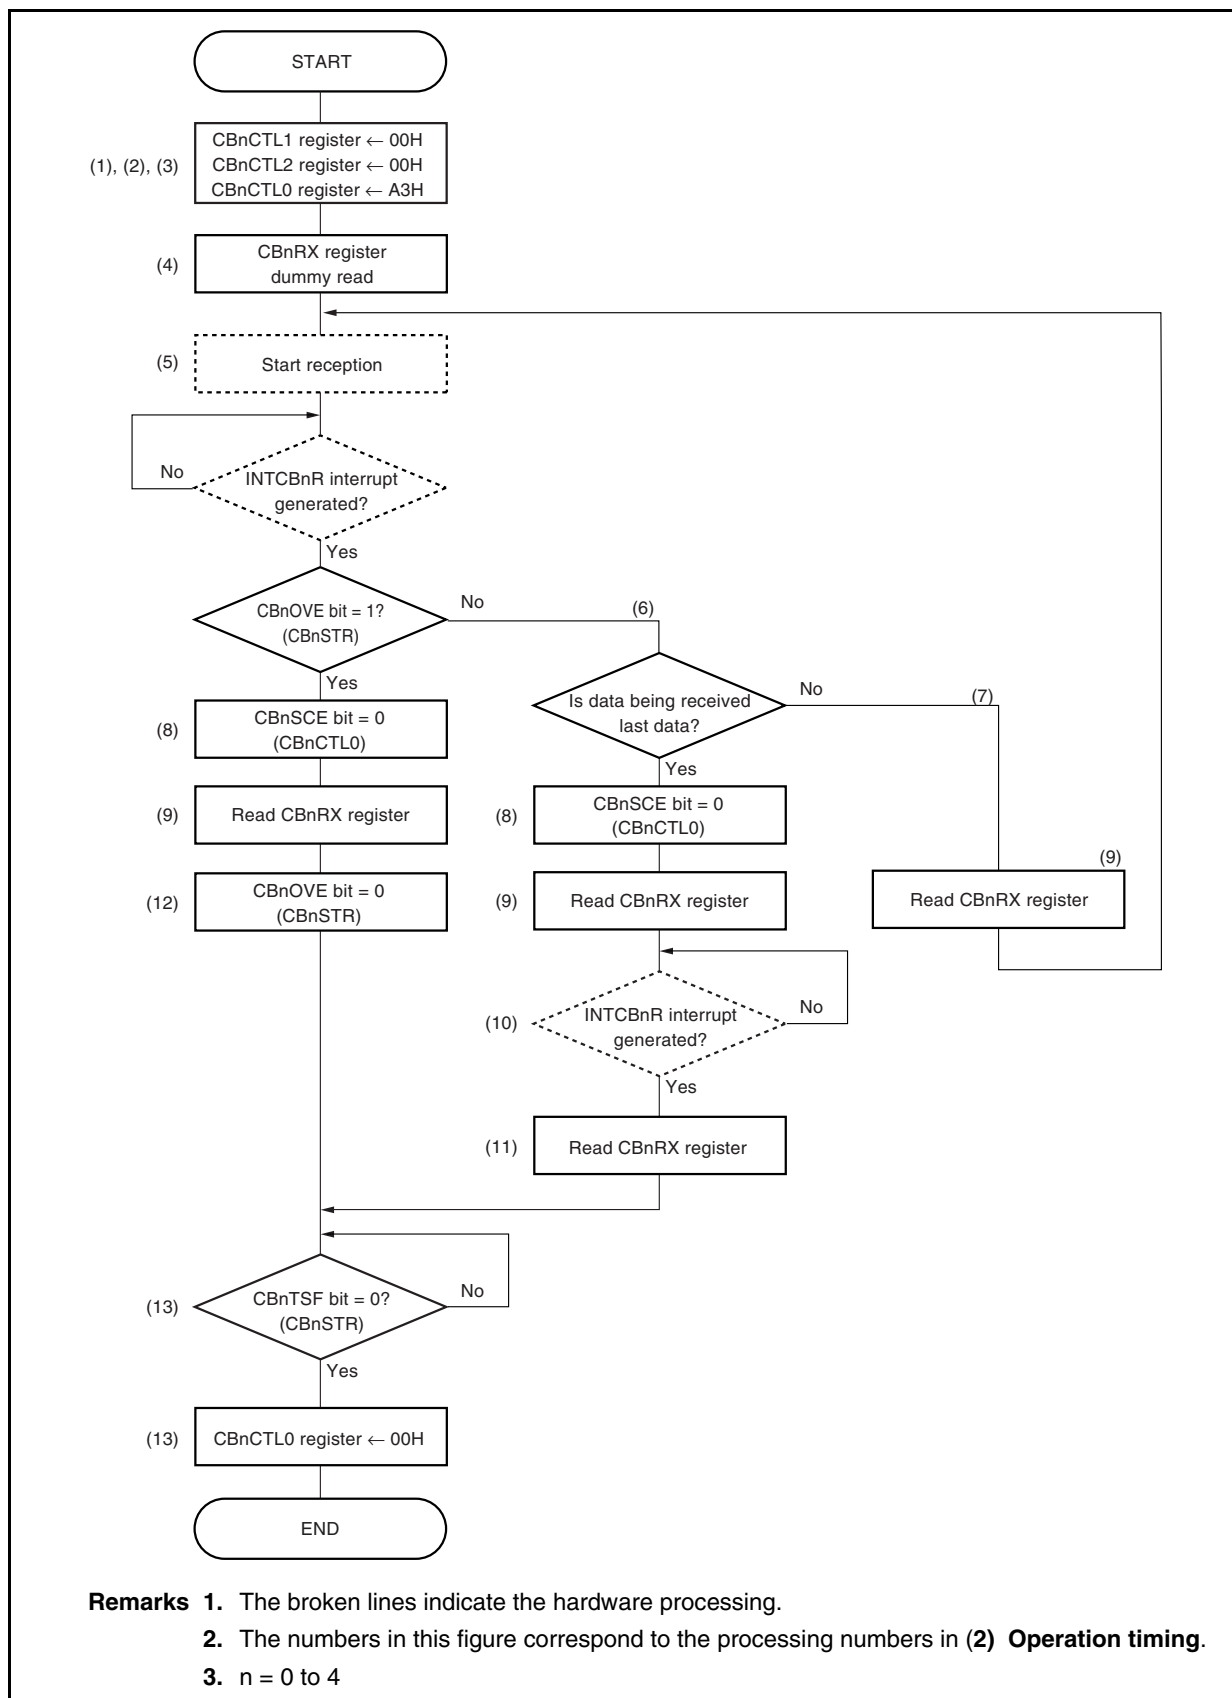 START
(1), (2), (3)
CBnCTL1 register ← 00H
CBnCTL2 register ← 00H
CBnCTL0 register ← A3H
(4)
CBnRX register
dummy read
(5)
Start reception
No
INTCBnR interrupt
generated?
Yes
CBnOVE bit = 1?
(CBnSTR)
No
(6)
Yes
Is data being received
last data?
No
(7)
Yes
(8)
CBnSCE bit = 0
(CBnCTL0)
(9)
Read CBnRX register
(12)
CBnOVE bit = 0
(CBnSTR)
(8)
CBnSCE bit = 0
(CBnCTL0)
(9)
Read CBnRX register
(9)
Read CBnRX register
(10)
INTCBnR interrupt
generated?
No
Yes
(11)
Read CBnRX register
(13)
CBnTSF bit = 0?
(CBnSTR)
No
Yes
(13)
CBnCTL0 register ← 00H
END
Remarks 1. The broken lines indicate the hardware processing.
2. The numbers in this figure correspond to the processing numbers in (2) Operation timing.
3. n = 0 to 4